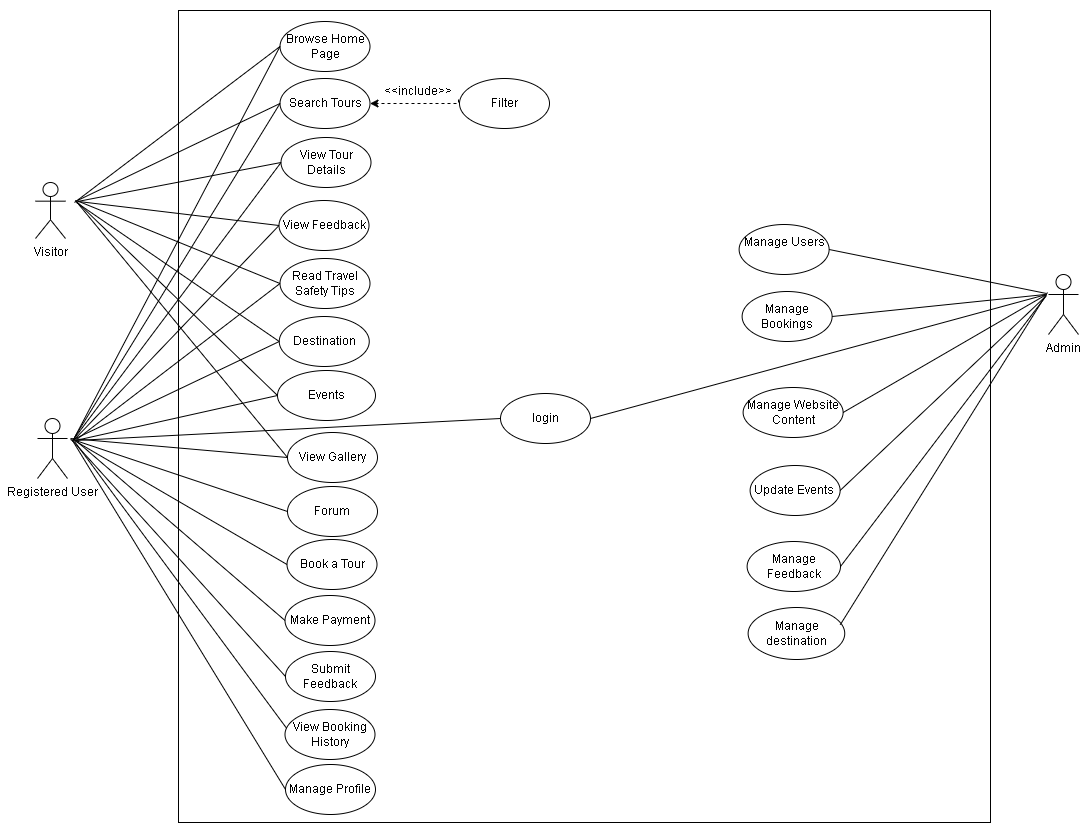 Browse Home
Page
<<include>>
Search Tours
Filter
View Tour
Details
Visitor
View Feedback
Read Travel
Safety Tips
Destination
Events
Registered User
View Gallery
Forum
Book a Tour
Make Payment
Submit
Feedback
View Booking
History
Manage Profile
login
Manage Users
Manage
Bookings
Admin
Manage Website
Content
Update Events
Manage
Feedback
Manage
destination